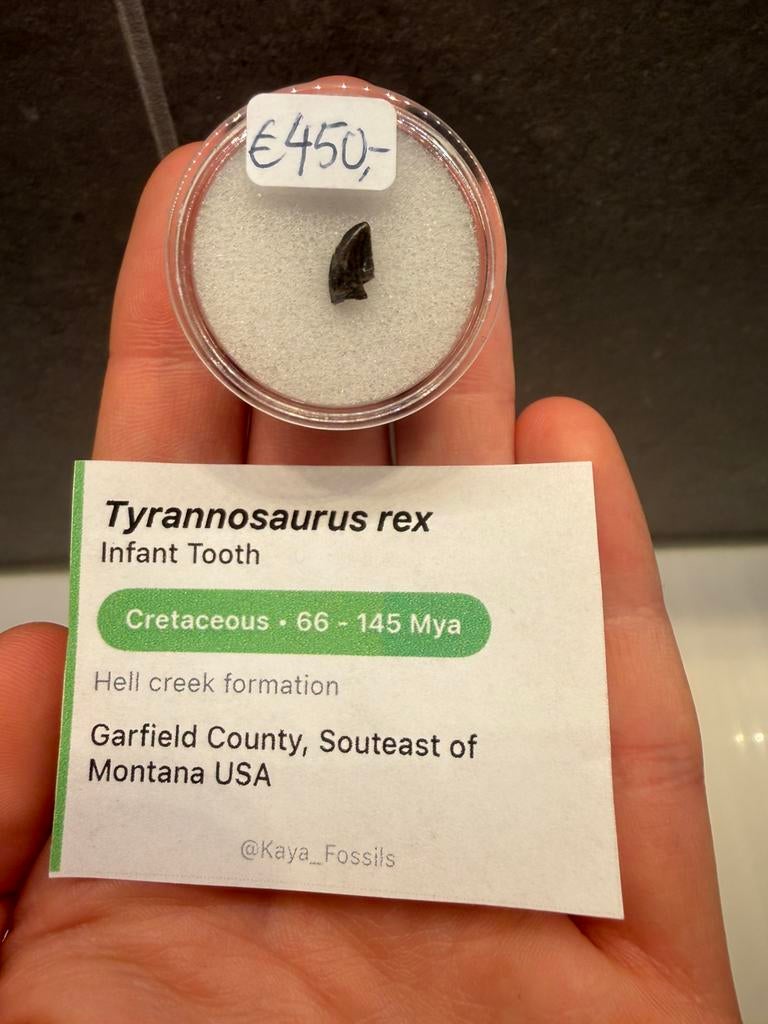 €450,-
Tyrannosaurus rex
Infant Tooth
Cretaceous • 66 - 145 Mya
Hell creek formation
Garfield County, Souteast of
Montana USA
@Kaya_Fossils